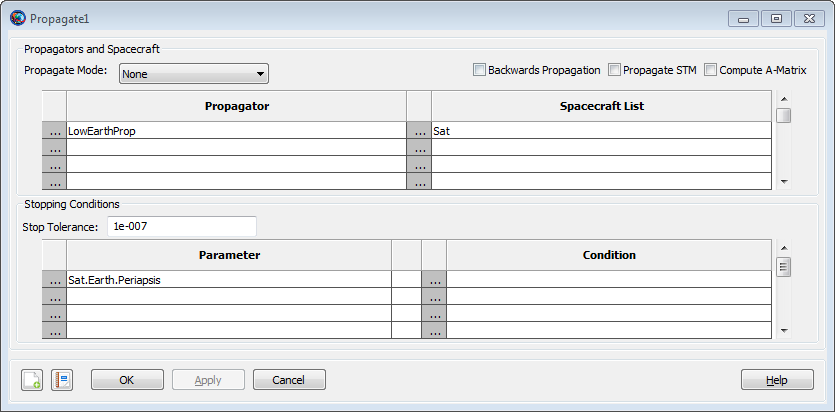 Propagate1
Propagators and Spacecraft
Propagate Mode: None Backwards Propagation Propagate STM Compute A-Matrix
Propagator Spacecraft List
... LowEarthProp ... Sat
... ...
... ...
... ...
Stopping Conditions
Stop Tolerance: 1e-007
Parameter Condition
... Sat.Earth.Periapsis ...
... ...
... ...
... ...
OK Apply Cancel Help